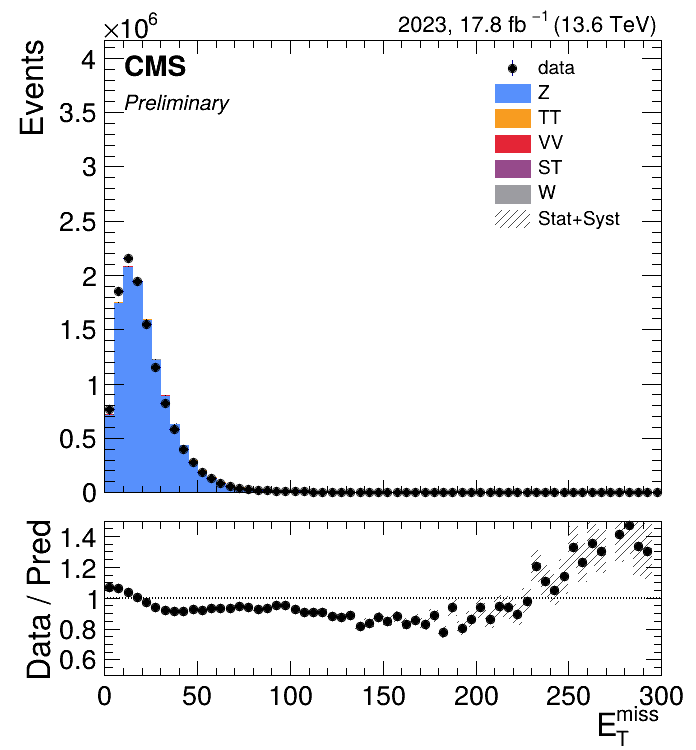 ×10⁶
2023, 17.8 fb⁻¹ (13.6 TeV)
CMS
Preliminary
Events
4
3.5
3
2.5
2
1.5
1
0.5
0
data
Z
TT
VV
ST
W
Stat+Syst
Data / Pred
1.4
1.2
1
0.8
0.6
0 50 100 150 200 250 300
E_T^miss